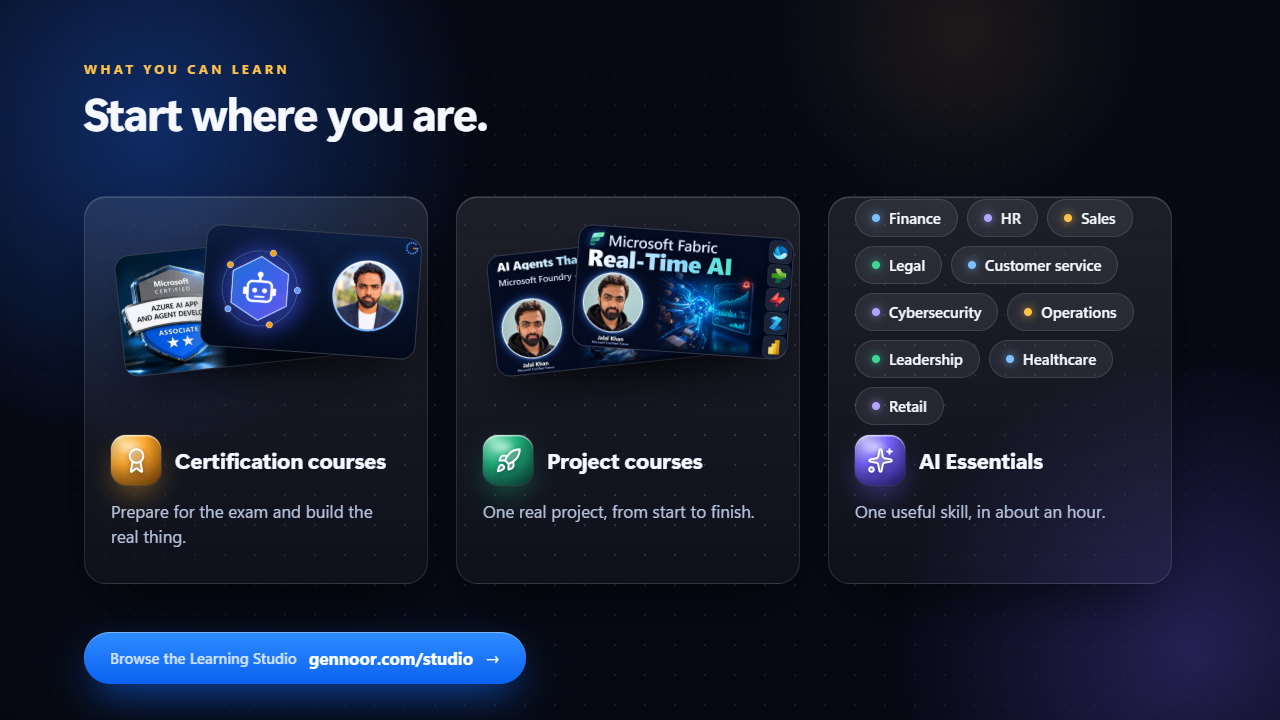 WHAT YOU CAN LEARN
Start where you are.
Microsoft
CERTIFIED
AZURE AI APP
AND AGENT
ASSOCIATE
AI Agents
Microsoft Foundry
Jalal Khan
Microsoft Fabric
Real-Time AI
Jalal Khan
Finance
HR
Sales
Legal
Customer service
Cybersecurity
Operations
Leadership
Healthcare
Retail
Certification courses
Prepare for the exam and build the
real thing.
Project courses
One real project, from start to finish.
AI Essentials
One useful skill, in about an hour.
Browse the Learning Studio gennoor.com/studio →